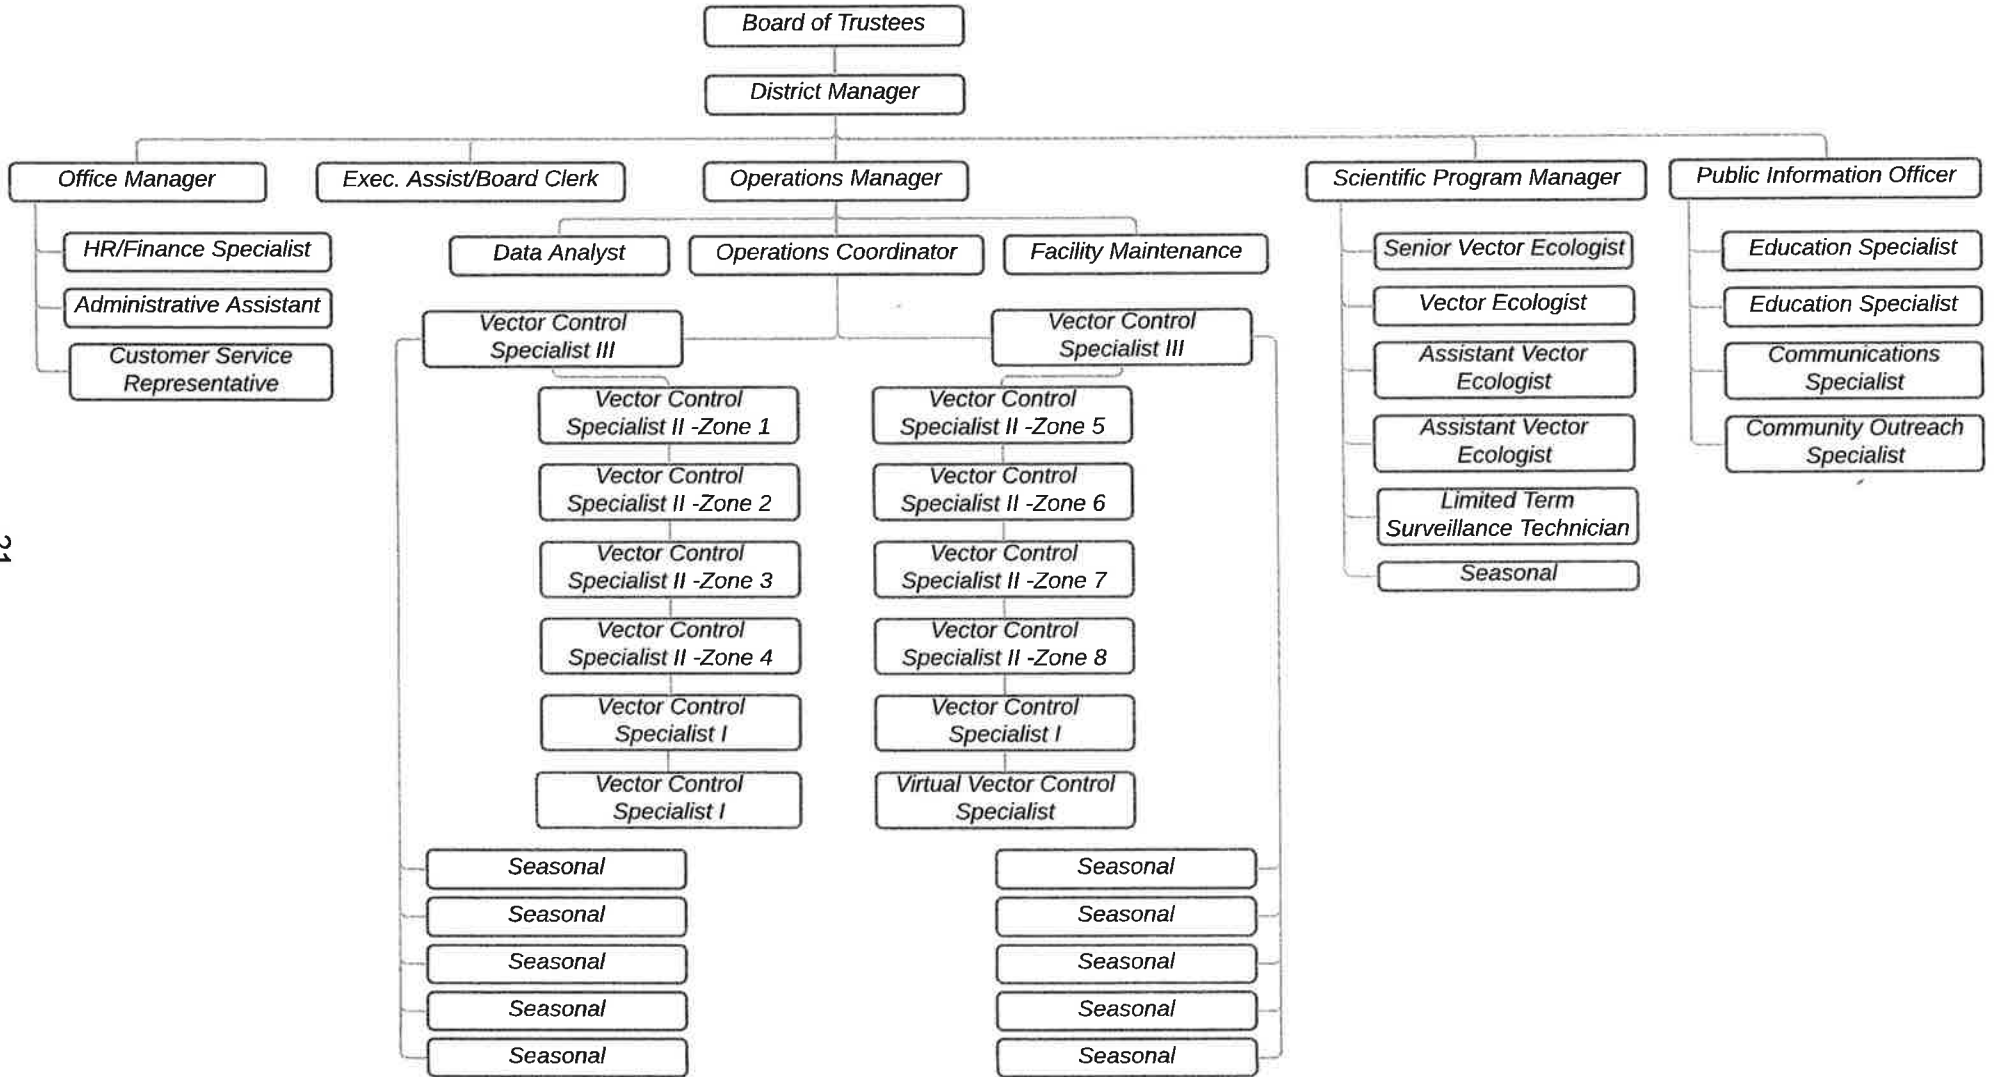 Board of Trustees
District Manager
Office Manager
Exec. Assist/Board Clerk
Operations Manager
Scientific Program Manager
Public Information Officer
HR/Finance Specialist
Administrative Assistant
Customer Service
Representative
Data Analyst
Operations Coordinator
Facility Maintenance
Vector Control
Specialist III
Vector Control
Specialist II -Zone 1
Vector Control
Specialist II -Zone 2
Vector Control
Specialist II -Zone 3
Vector Control
Specialist II -Zone 4
Vector Control
Specialist I
Vector Control
Specialist I
Seasonal
Seasonal
Seasonal
Seasonal
Seasonal
Vector Control
Specialist III
Vector Control
Specialist II -Zone 5
Vector Control
Specialist II -Zone 6
Vector Control
Specialist II -Zone 7
Vector Control
Specialist II -Zone 8
Vector Control
Specialist I
Virtual Vector Control
Specialist
Seasonal
Seasonal
Seasonal
Seasonal
Seasonal
Senior Vector Ecologist
Vector Ecologist
Assistant Vector
Ecologist
Assistant Vector
Ecologist
Limited Term
Surveillance Technician
Seasonal
Education Specialist
Education Specialist
Communications
Specialist
Community Outreach
Specialist